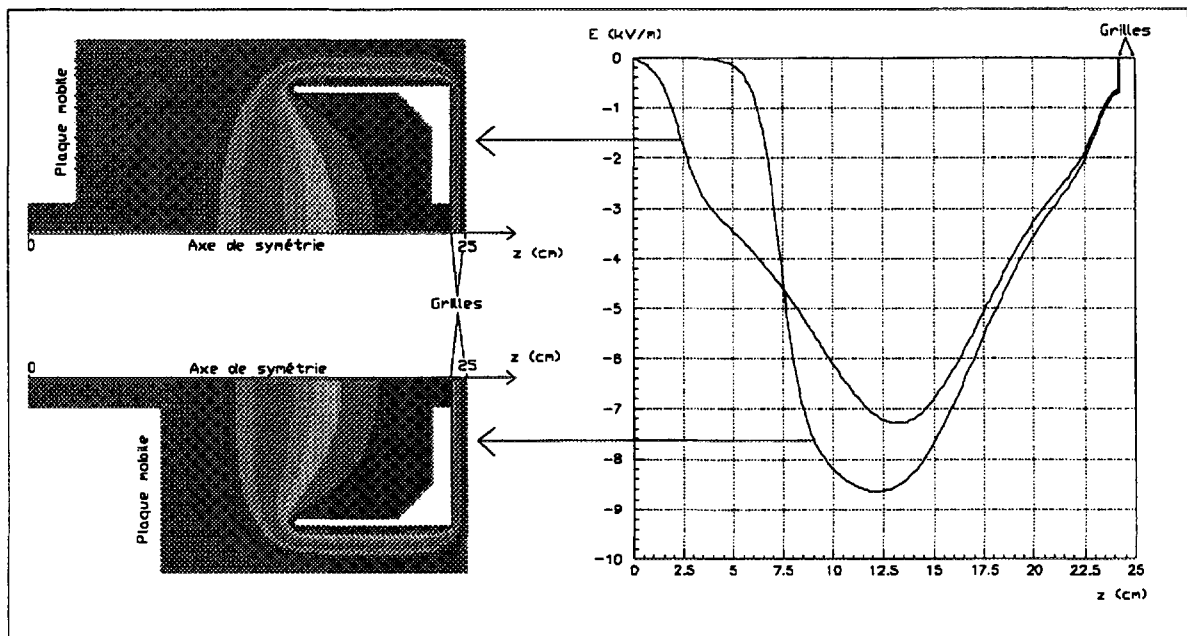 Plaque mobile
0
Axe de symétrie
25
z (cm)
Grilles
0
Axe de symétrie
25
z (cm)
Plaque mobile
E (kV/m)
Grilles
0
-1
-2
-3
-4
-5
-6
-7
-8
-9
-10
0 2.5 5 7.5 10 12.5 15 17.5 20 22.5 25
z (cm)